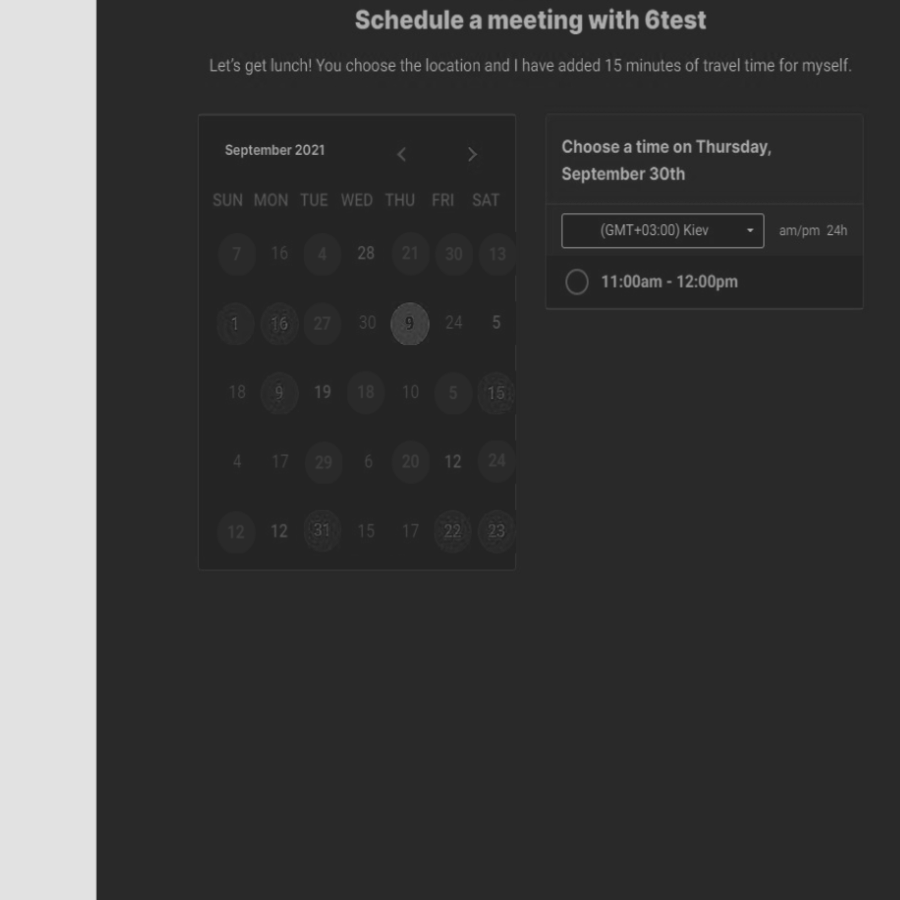 Schedule a meeting with 6test
Let's get lunch! You choose the location and I have added 15 minutes of travel time for myself.
September 2021
SUN MON TUE WED THU FRI SAT
7 16 4 28 21 30 13
1 16 27 30 9 24 5
18 9 19 18 10 5 15
4 17 29 6 20 12 24
12 12 31 15 17 22 23
Choose a time on Thursday,
September 30th
(GMT+03:00) Kiev am/pm 24h
11:00am - 12:00pm